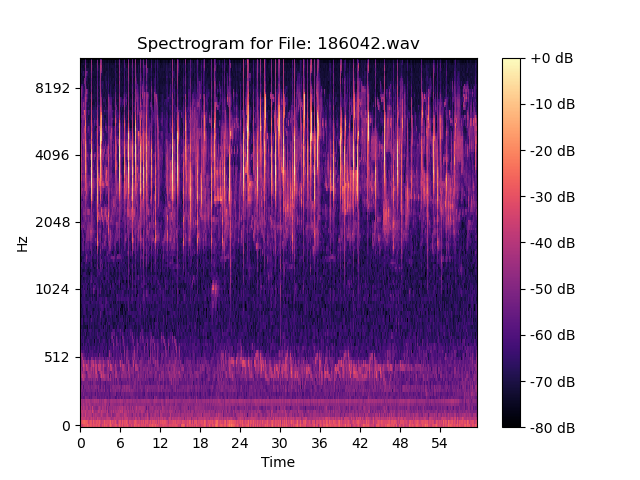 Spectrogram for File: 186042.wav
8192
4096
2048
1024
512
0
Hz
0 6 12 18 24 30 36 42 48 54
Time
+0 dB
-10 dB
-20 dB
-30 dB
-40 dB
-50 dB
-60 dB
-70 dB
-80 dB